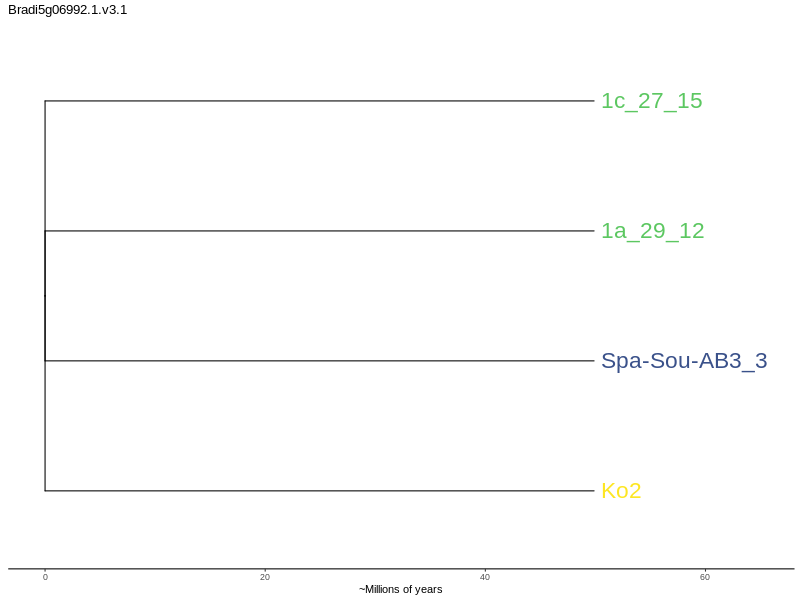 Bradi5g06992.1.v3.1
1c_27_15
1a_29_12
Spa-Sou-AB3_3
Ko2
0 20 40 60
~Millions of years